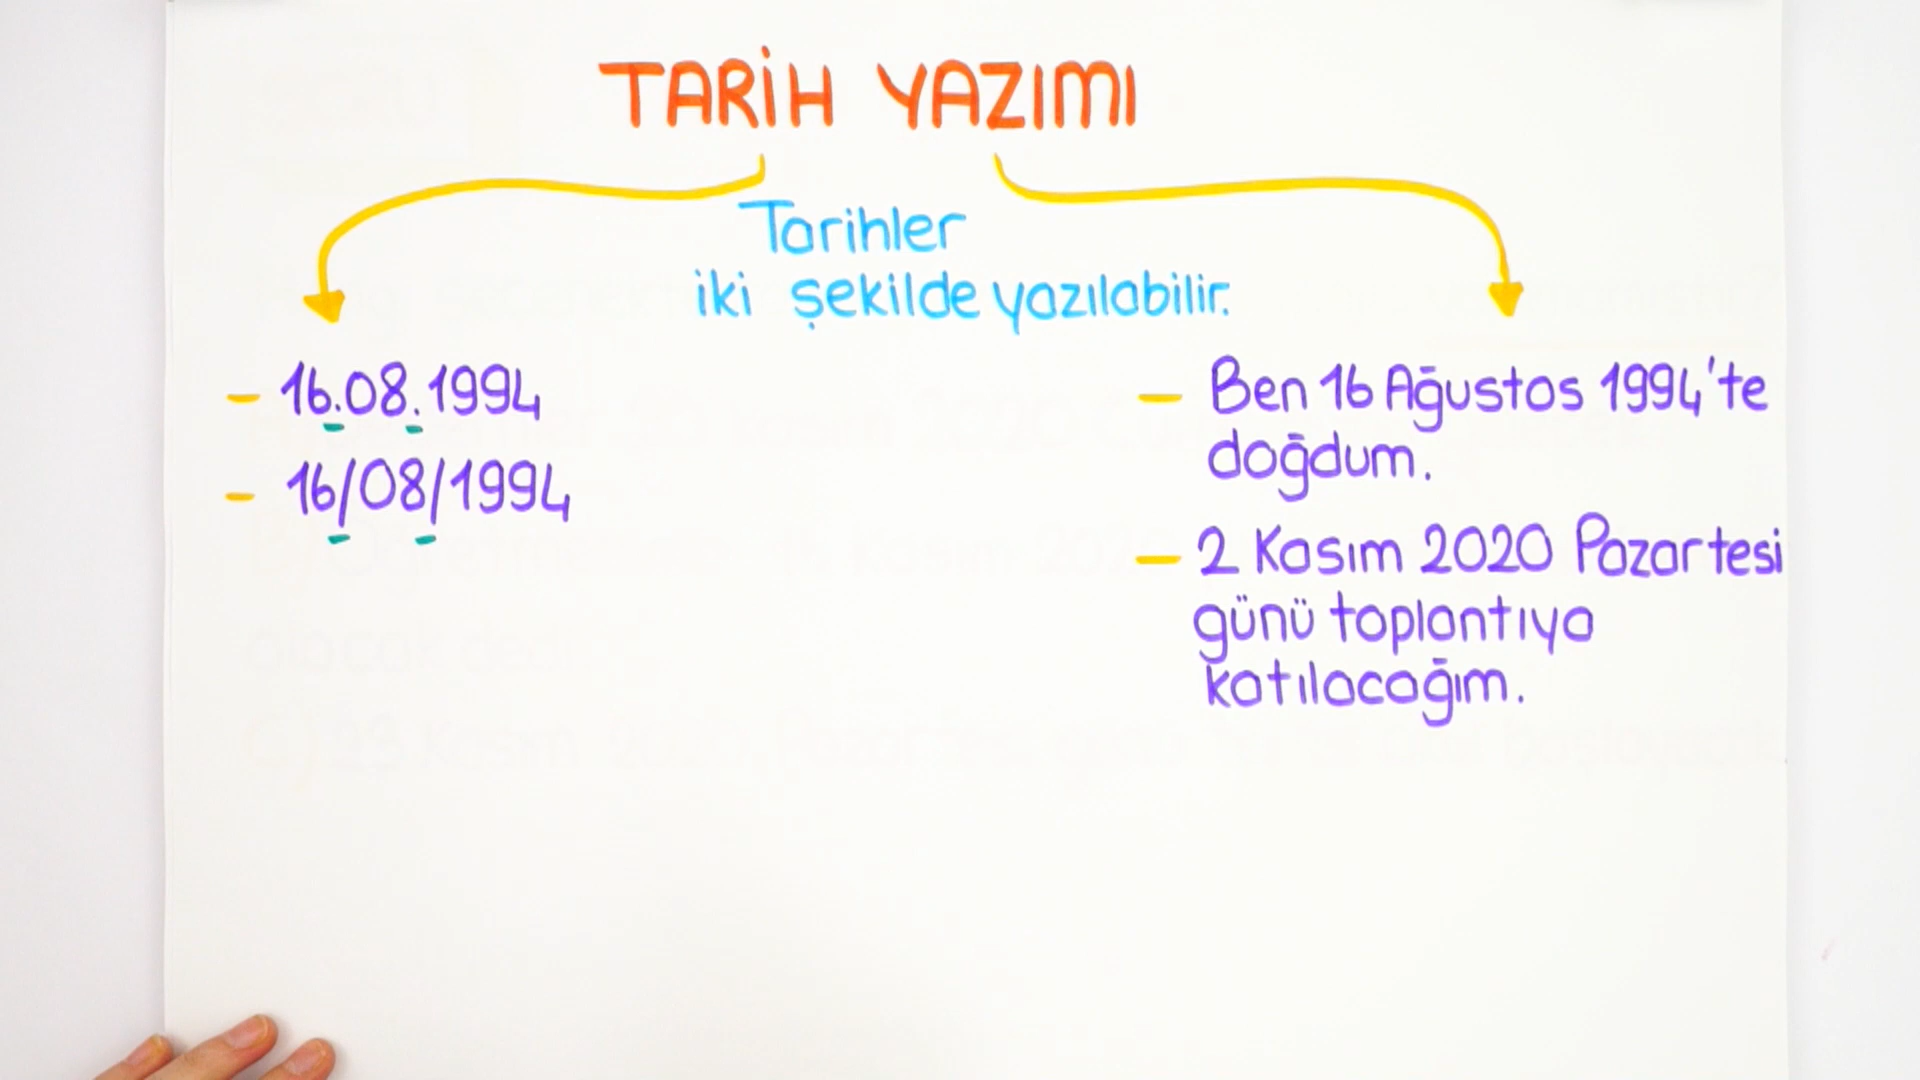 TARİH YAZIMI
Tarihler
iki şekilde yazılabilir.
- 16.08.1994
- 16/08/1994
- Ben 16 Ağustos 1994'te
doğdum.
- 2 Kasım 2020 Pazartesi
günü toplantıya
katılacağım.